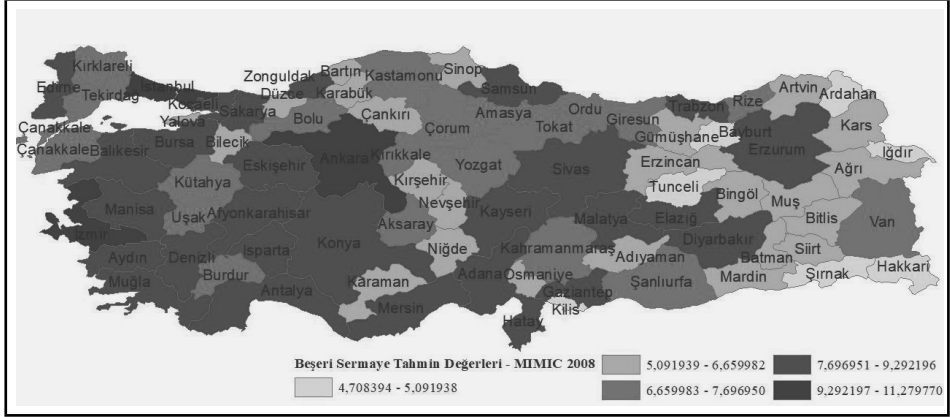 Kırklareli
Edirne
Tekirdağ
İstanbul
Kocaeli
Yalova
Sakarya
Zonguldak
Düzce
Bartın
Karabük
Kastamonu
Sinop
Bolu
Çankırı
Samsun
Çorum
Amasya
Tokat
Ordu
Giresun
Trabzon
Rize
Artvin
Ardahan
Gümüşhane
Bayburt
Kars
Çanakkale
Çanakkale
Balıkesir
Bursa
Bilecik
Eskişehir
Ankara
Kırıkkale
Yozgat
Sivas
Erzincan
Erzurum
Iğdır
Ağrı
Kütahya
Kırşehir
Tunceli
Bingöl
Muş
Manisa
Uşak
Afyonkarahisar
Nevşehir
Kayseri
Malatya
Elazığ
Bitlis
Van
İzmir
Aksaray
Aydın
Denizli
Isparta
Konya
Niğde
Kahramanmaraş
Adıyaman
Diyarbakır
Batman
Siirt
Muğla
Burdur
Antalya
Karaman
Mersin
Adana
Osmaniye
Gaziantep
Şanlıurfa
Mardin
Şırnak
Hakkari
Kilis
Hatay
Beşeri Sermaye Tahmin Değerleri - MIMIC 2008
4,708394 - 5,091938
5,091939 - 6,659982
6,659983 - 7,696950
7,696951 - 9,292196
9,292197 - 11,279770